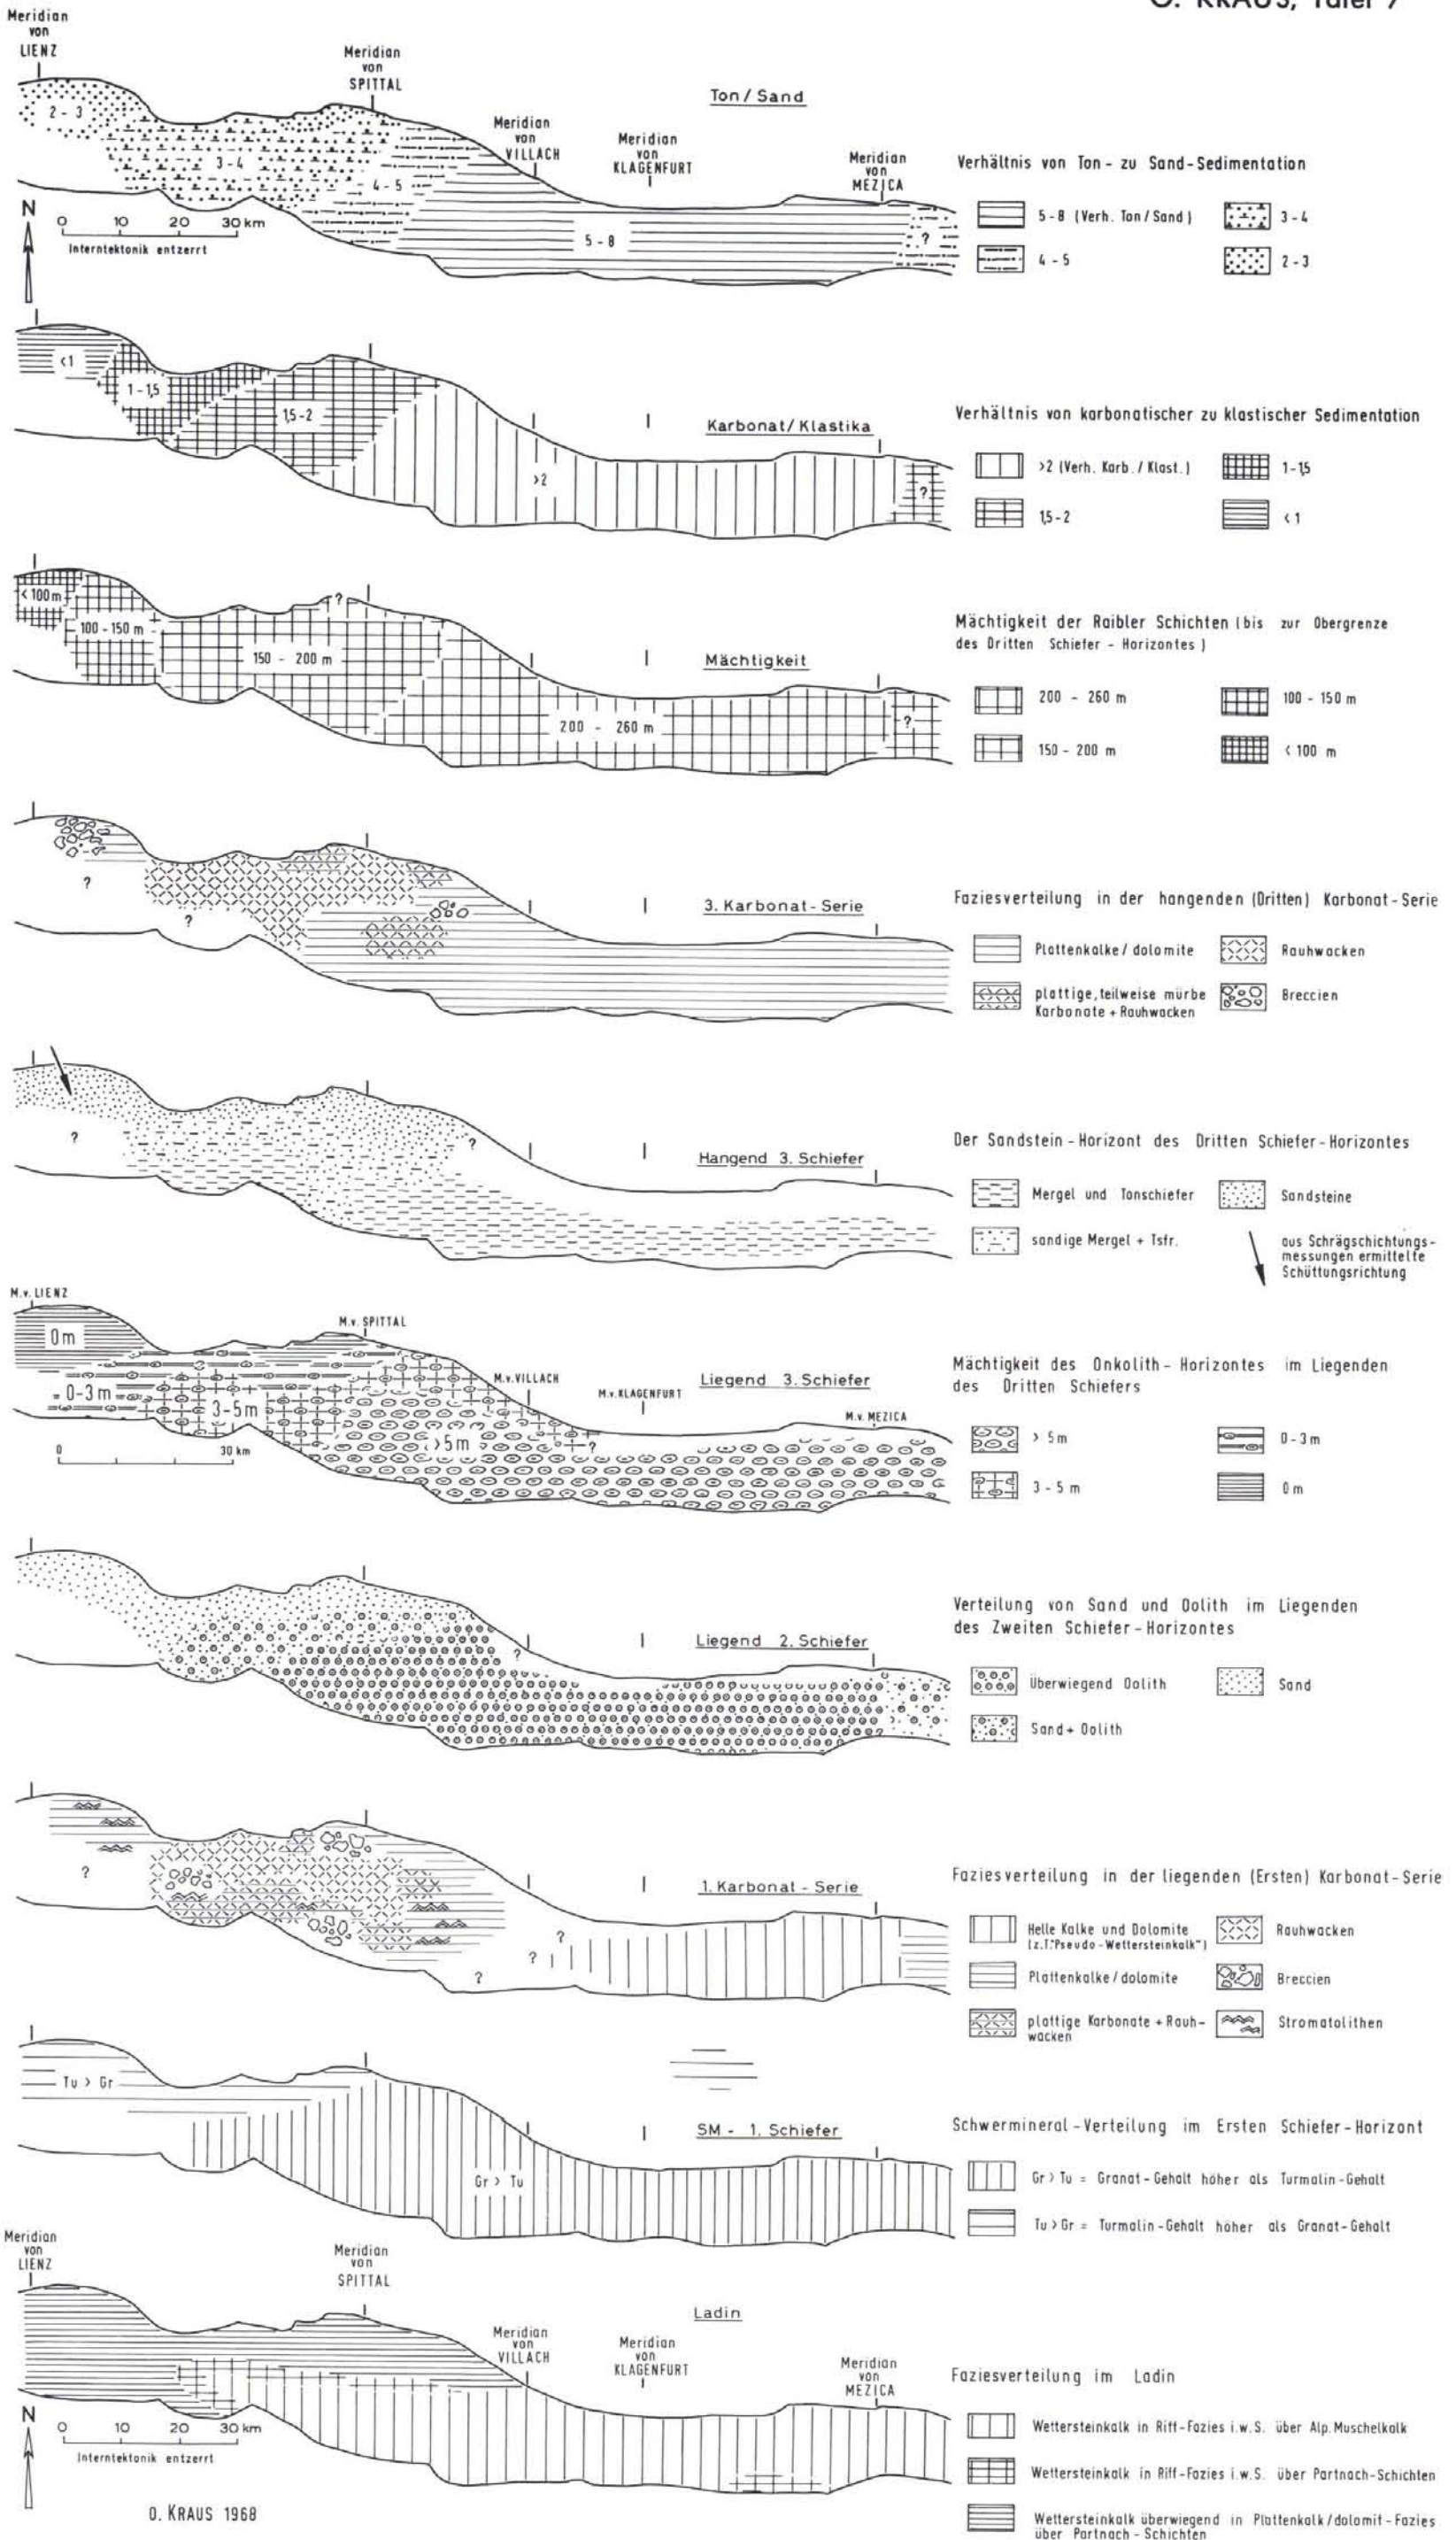 O. KRAUS, Tafel 7
Meridian
von
LIENZ
Meridian
von
SPITTAL
Ton / Sand
Meridian
von
VILLACH
Meridian
von
KLAGENFURT
Meridian
von
MEZICA
2 - 3
3 - 4
4 - 5
5 - 8
?
N
0 10 20 30 km
Interntektonik entzerrt
Verhältnis von Ton- zu Sand-Sedimentation
5 - 8 (Verh. Ton / Sand)
3 - 4
4 - 5
2 - 3
<1
1 - 1,5
1,5 - 2
>2
?
Karbonat / Klastika
Verhältnis von karbonatischer zu klastischer Sedimentation
>2 (Verh. Karb. / Klast.)
1-1,5
1,5-2
<1
< 100 m
100 - 150 m
150 - 200 m
200 - 260 m
?
?
Mächtigkeit
Mächtigkeit der Raibler Schichten (bis zur Obergrenze
des Dritten Schiefer - Horizontes)
200 - 260 m
100 - 150 m
150 - 200 m
< 100 m
?
?
3. Karbonat - Serie
Faziesverteilung in der hangenden (Dritten) Karbonat - Serie
Plattenkalke / dolomite
Rauhwacken
plattige, teilweise mürbe
Karbonate + Rauhwacken
Breccien
?
?
Hangend 3. Schiefer
Der Sandstein - Horizont des Dritten Schiefer - Horizontes
Mergel und Tonschiefer
Sandsteine
sandige Mergel + Tsfr.
aus Schrägschichtungs-
messungen ermittelte
Schüttungsrichtung
M.v. LIENZ
M.v. SPITTAL
M.v. VILLACH
M.v. KLAGENFURT
M.v. MEZICA
0 m
0-3 m
3-5 m
>5 m
?
0 30 km
Liegend 3. Schiefer
Mächtigkeit des Onkolith - Horizontes im Liegenden
des Dritten Schiefers
> 5 m
0 - 3 m
3 - 5 m
0 m
?
Liegend 2. Schiefer
Verteilung von Sand und Oolith im Liegenden
des Zweiten Schiefer - Horizontes
Überwiegend Oolith
Sand
Sand + Oolith
?
?
?
?
1. Karbonat - Serie
Faziesverteilung in der liegenden (Ersten) Karbonat - Serie
Helle Kalke und Dolomite
(z.T. "Pseudo - Wettersteinkalk")
Rauhwacken
Plattenkalke / dolomite
Breccien
plattige Karbonate + Rauh-
wacken
Stromatolithen
Tu > Gr
Gr > Tu
SM - 1. Schiefer
Schwermineral - Verteilung im Ersten Schiefer - Horizont
Gr > Tu = Granat - Gehalt höher als Turmalin - Gehalt
Tu > Gr = Turmalin - Gehalt höher als Granat - Gehalt
Meridian
von
LIENZ
Meridian
von
SPITTAL
Ladin
Meridian
von
VILLACH
Meridian
von
KLAGENFURT
Meridian
von
MEZICA
N
0 10 20 30 km
Interntektonik entzerrt
Faziesverteilung im Ladin
Wettersteinkalk in Riff - Fazies i.w.S. über Alp. Muschelkalk
Wettersteinkalk in Riff - Fazies i.w.S. über Partnach - Schichten
Wettersteinkalk überwiegend in Plattenkalk / dolomit - Fazies
über Partnach - Schichten
O. KRAUS 1968